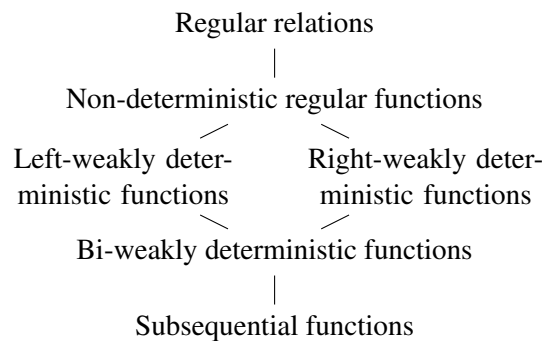 Regular relations
Non-deterministic regular functions
Left-weakly deter-
ministic functions
Right-weakly deter-
ministic functions
Bi-weakly deterministic functions
Subsequential functions